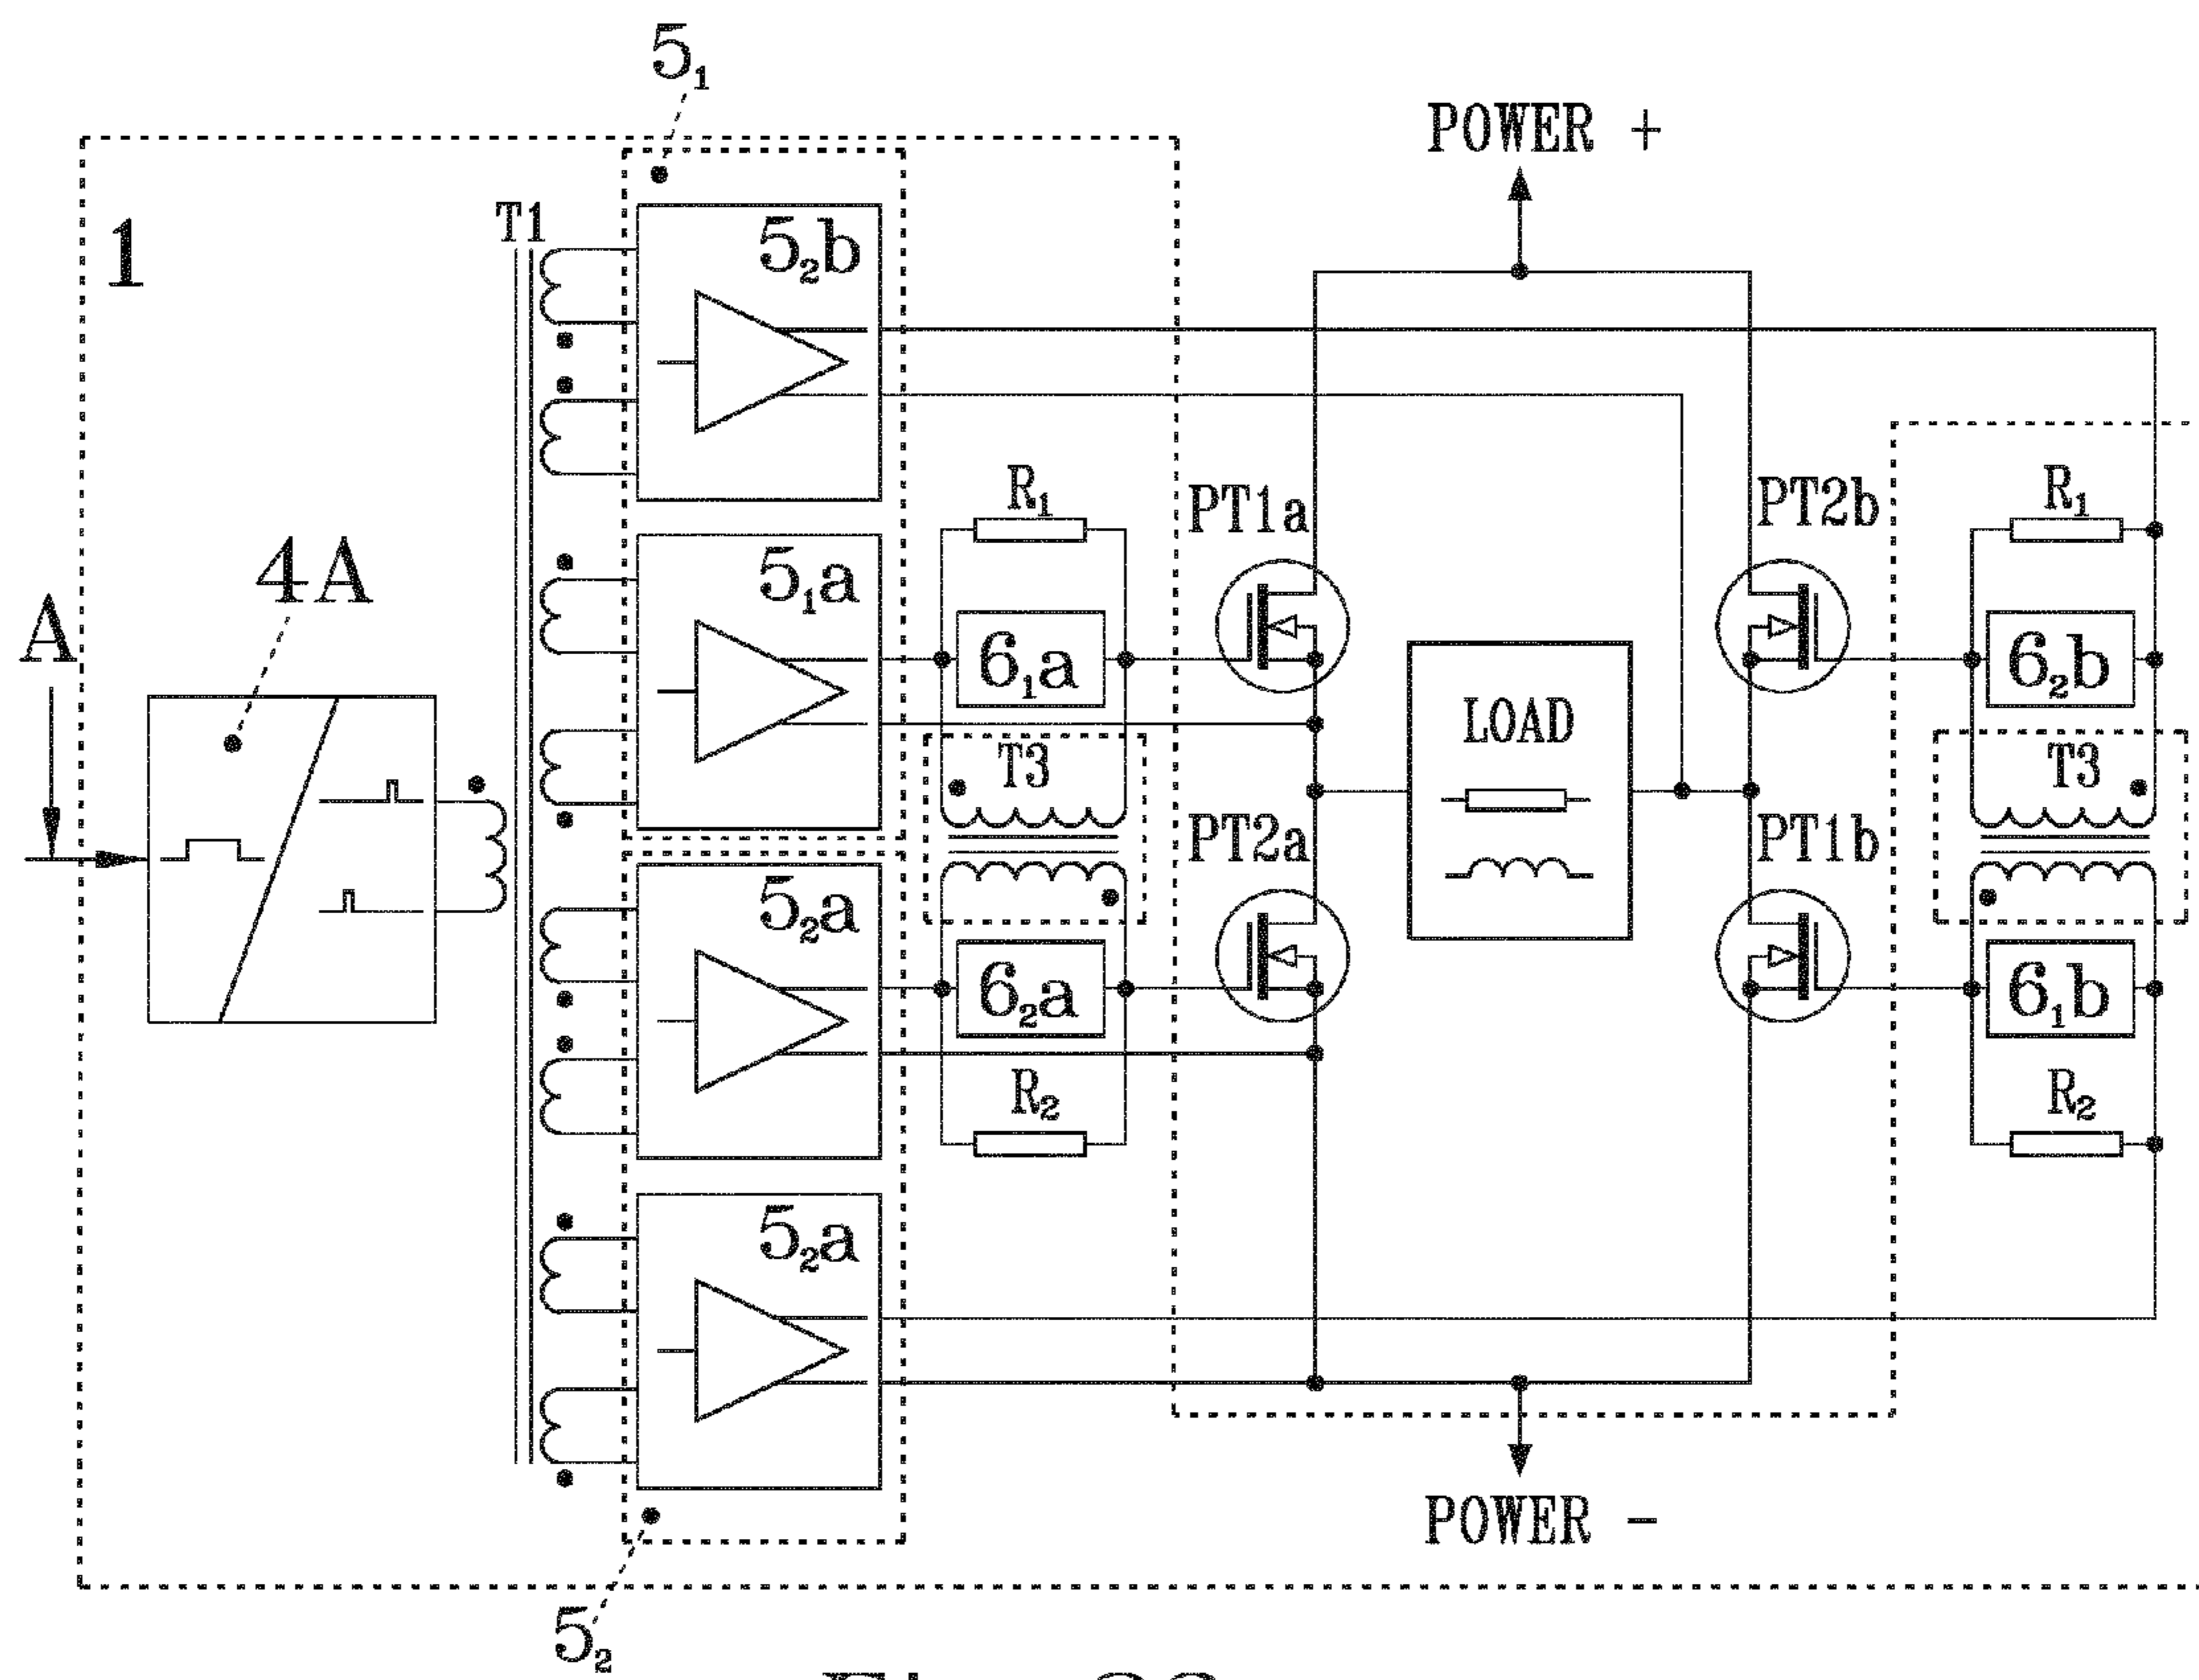 5₁
POWER +
1
T1
5₂b
4A
A
5₁a
R₁
PT1a
PT2b
R₁
6₁a
6₂b
LOAD
T3
T3
PT2a
PT1b
5₂a
6₂a
6₁b
R₂
R₂
5₂a
POWER -
5₂